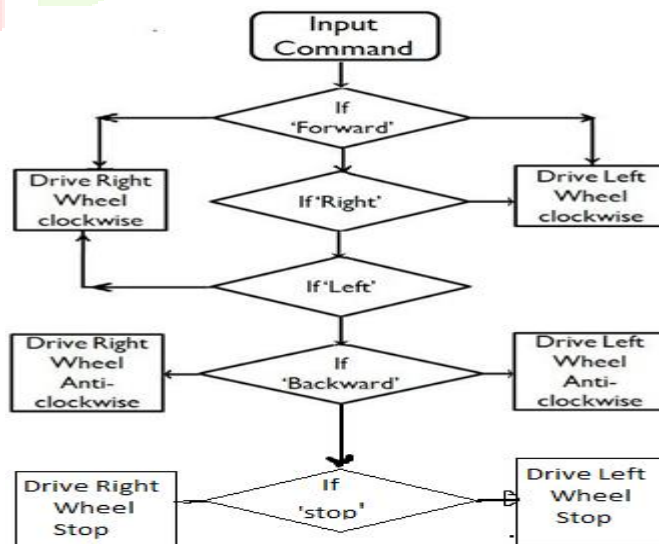 Input
Command
If
'Forward'
Drive Right
Wheel
clockwise
If 'Right'
Drive Left
Wheel
clockwise
If 'Left'
Drive Right
Wheel
Anti-
clockwise
If
'Backward'
Drive Left
Wheel
Anti-
clockwise
Drive Right
Wheel
Stop
If
'stop'
Drive Left
Wheel
Stop